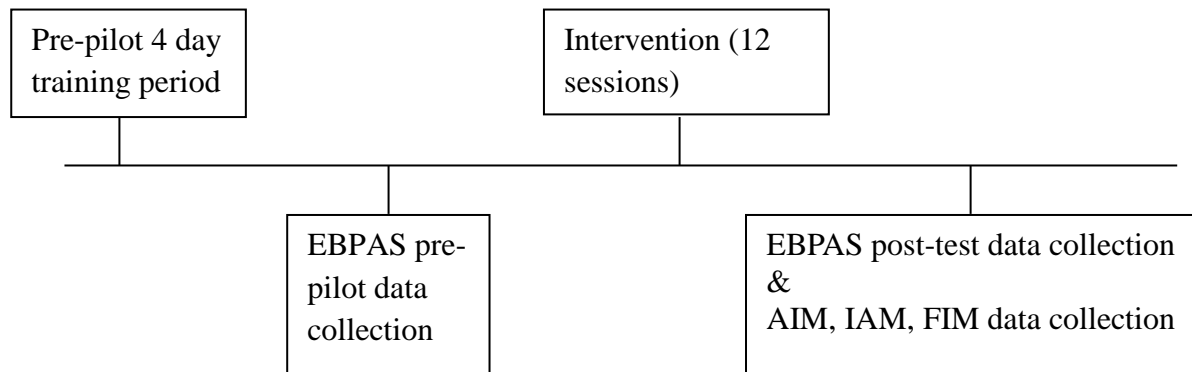 Pre-pilot 4 day
training period
Intervention (12
sessions)
EBPAS pre-
pilot data
collection
EBPAS post-test data collection
&
AIM, IAM, FIM data collection